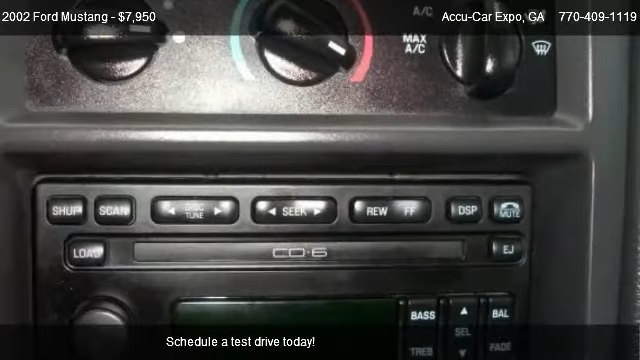 2002 Ford Mustang - $7,950 Accu-Car Expo, GA 770-409-1119
A/C
MAX A/C
SHUF SCAN DISC TUNE SEEK REW FF DSP MUTE
LOAD CD·6 EJ
BASS SEL BAL
TREB FADE
Schedule a test drive today!